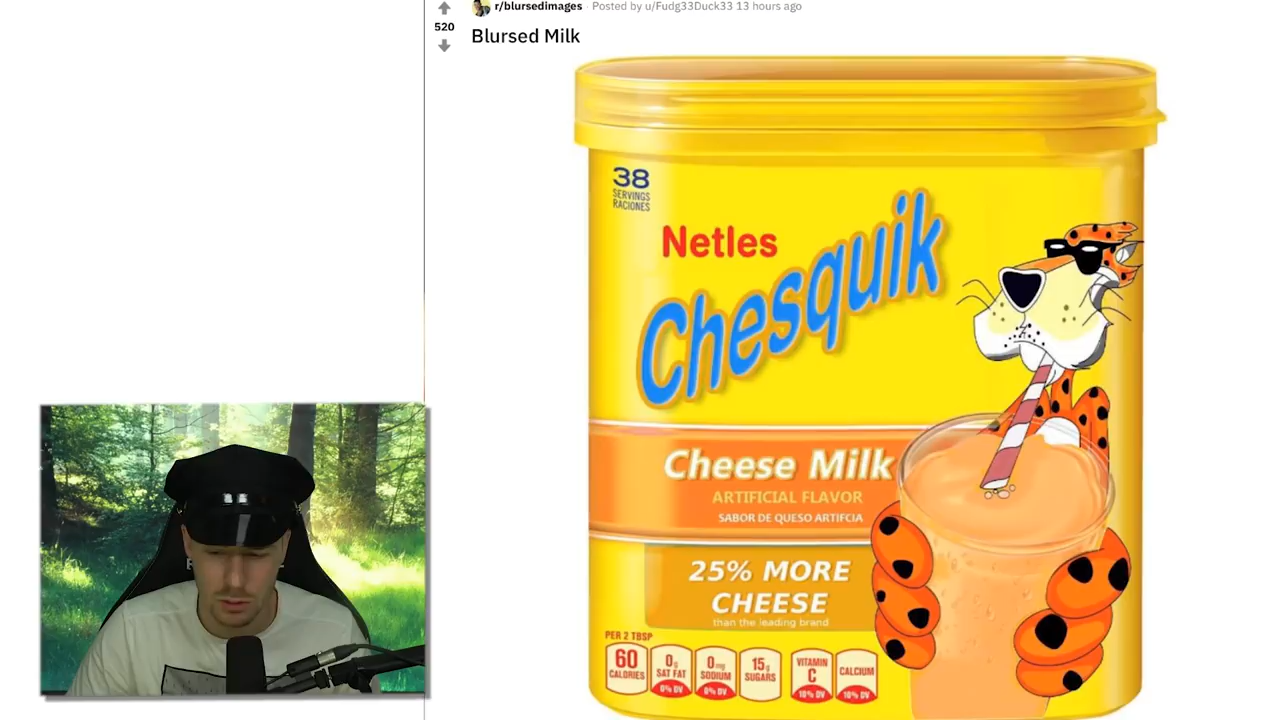 r/blursedimages · Posted by u/Fudg33Duck33 13 hours ago
520
Blursed Milk
38
SERVINGS
RACIONES
Netles
Chesquik
Cheese Milk
ARTIFICIAL FLAVOR
SABOR DE QUESO ARTIFCIA
25% MORE
CHEESE
than the leading brand
PER 2 TBSP
60 CALORIES
0g SAT FAT 0% DV
0mg SODIUM 0% DV
15g SUGARS
VITAMIN C 10% DV
CALCIUM 10% DV